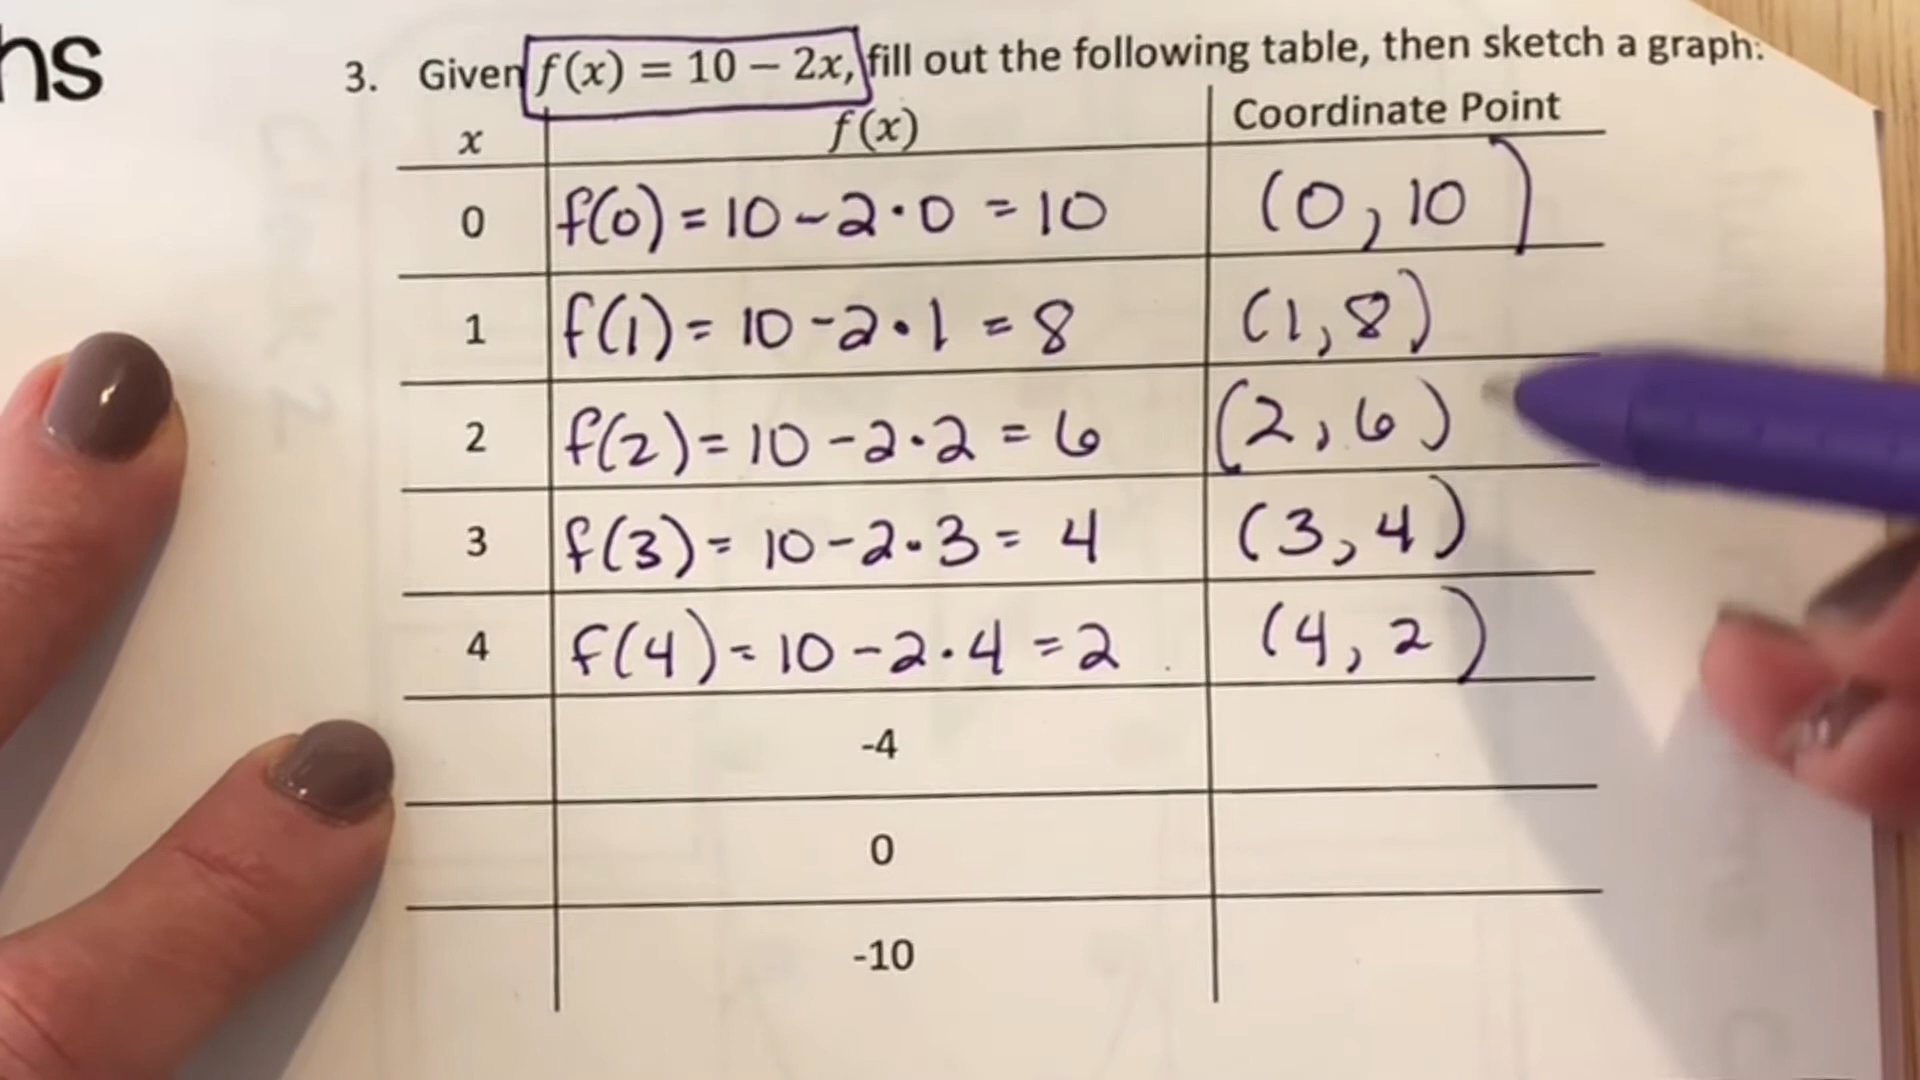 hs
3. Given f(x) = 10 − 2x, fill out the following table, then sketch a graph:
x f(x) Coordinate Point
0 f(0) = 10 - 2 · 0 = 10 (0, 10)
1 f(1) = 10 - 2 · 1 = 8 (1, 8)
2 f(2) = 10 - 2 · 2 = 6 (2, 6)
3 f(3) = 10 - 2 · 3 = 4 (3, 4)
4 f(4) = 10 - 2 · 4 = 2 (4, 2)
-4
0
-10